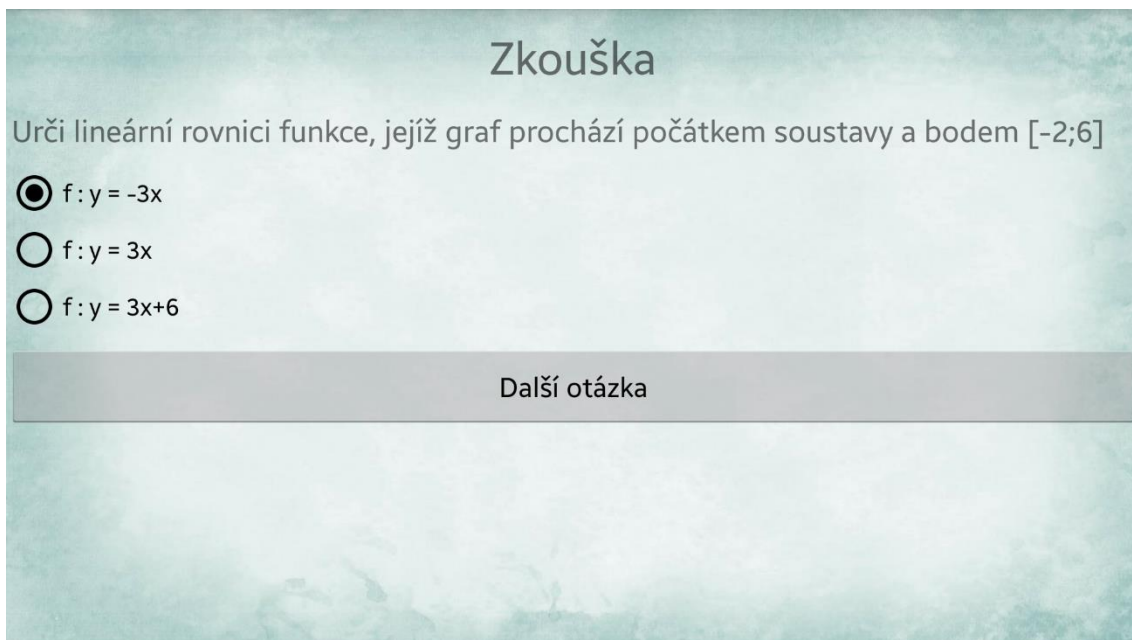 Zkouška
Urči lineární rovnici funkce, jejíž graf prochází počátkem soustavy a bodem [-2;6]
f : y = -3x
f : y = 3x
f : y = 3x+6
Další otázka